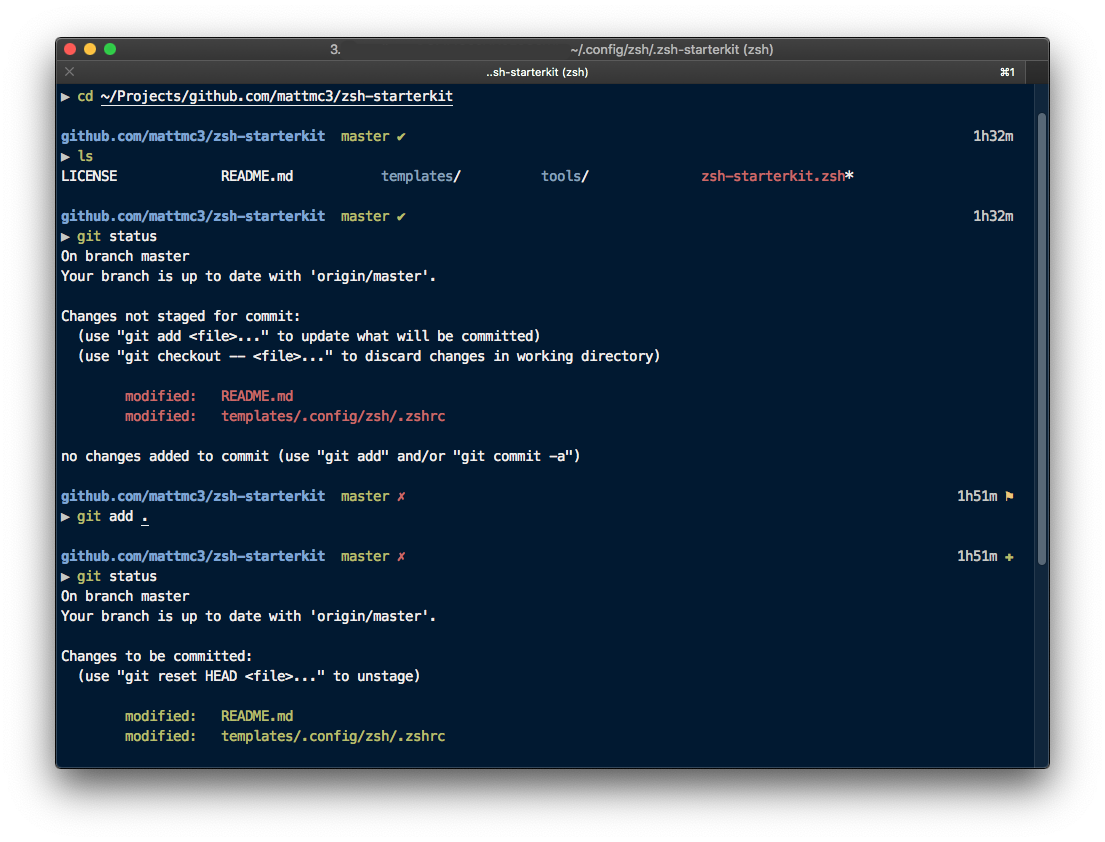 3. ~/.config/zsh/.zsh-starterkit (zsh)
..sh-starterkit (zsh) ⌘1
▶ cd ~/Projects/github.com/mattmc3/zsh-starterkit
github.com/mattmc3/zsh-starterkit master ✔ 1h32m
▶ ls
LICENSE README.md templates/ tools/ zsh-starterkit.zsh*
github.com/mattmc3/zsh-starterkit master ✔ 1h32m
▶ git status
On branch master
Your branch is up to date with 'origin/master'.
Changes not staged for commit:
(use "git add <file>..." to update what will be committed)
(use "git checkout -- <file>..." to discard changes in working directory)
modified: README.md
modified: templates/.config/zsh/.zshrc
no changes added to commit (use "git add" and/or "git commit -a")
github.com/mattmc3/zsh-starterkit master ✗ 1h51m ⚑
▶ git add .
github.com/mattmc3/zsh-starterkit master ✗ 1h51m ✚
▶ git status
On branch master
Your branch is up to date with 'origin/master'.
Changes to be committed:
(use "git reset HEAD <file>..." to unstage)
modified: README.md
modified: templates/.config/zsh/.zshrc